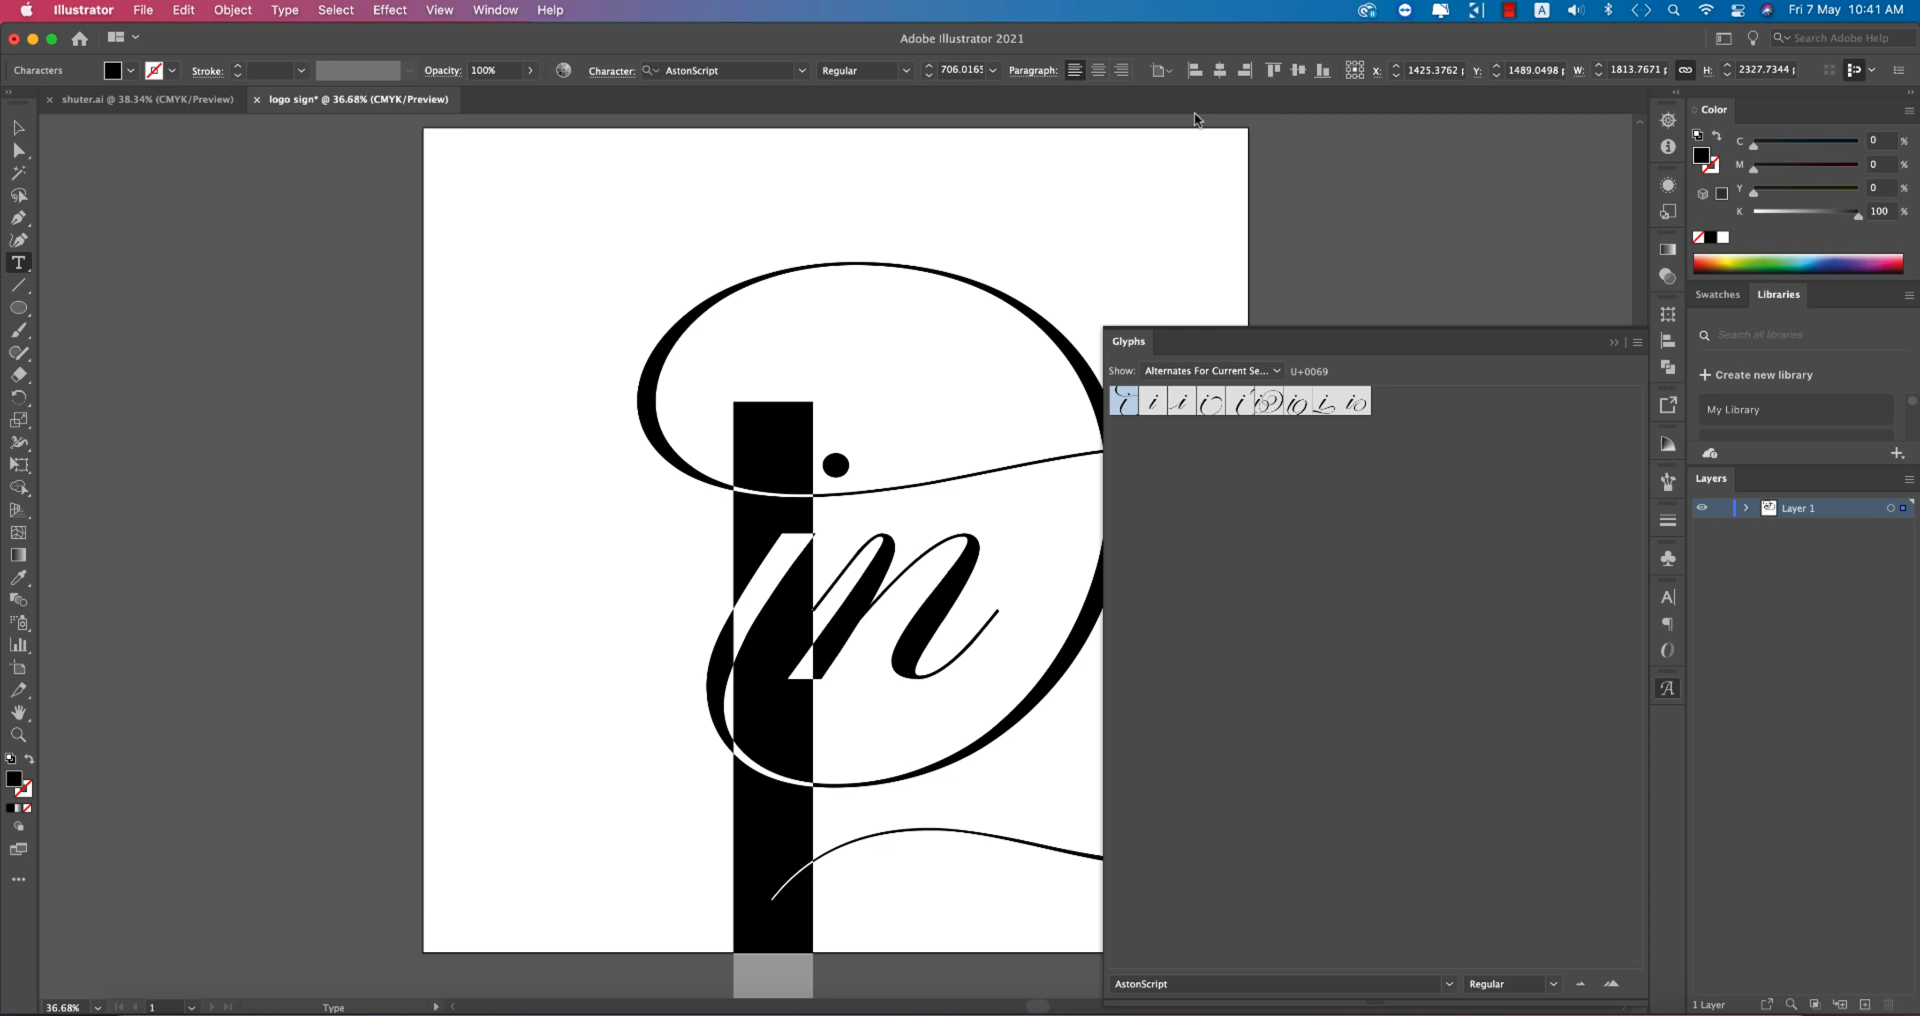 Illustrator File Edit Object Type Select Effect View Window Help
A
Fri 7 May 10:41 AM
Adobe Illustrator 2021
Search Adobe Help
Characters
Stroke:
Opacity: 100%
Character: AstonScript
Regular
706.016
Paragraph:
X: 1425.3762 p
Y: 1489.0498 p
W: 1813.7671 p
H: 2327.7344 p
× shuter.ai @ 38.34% (CMYK/Preview)
× logo sign* @ 36.68% (CMYK/Preview)
in
Glyphs
Show: Alternates For Current Se... U+0069
i i i i i i i i i
AstonScript
Regular
Color
C 0 %
M 0 %
Y 0 %
K 100 %
Swatches Libraries
Search all libraries
+ Create new library
My Library
Layers
Layer 1
1 Layer
36.68%
1
Type